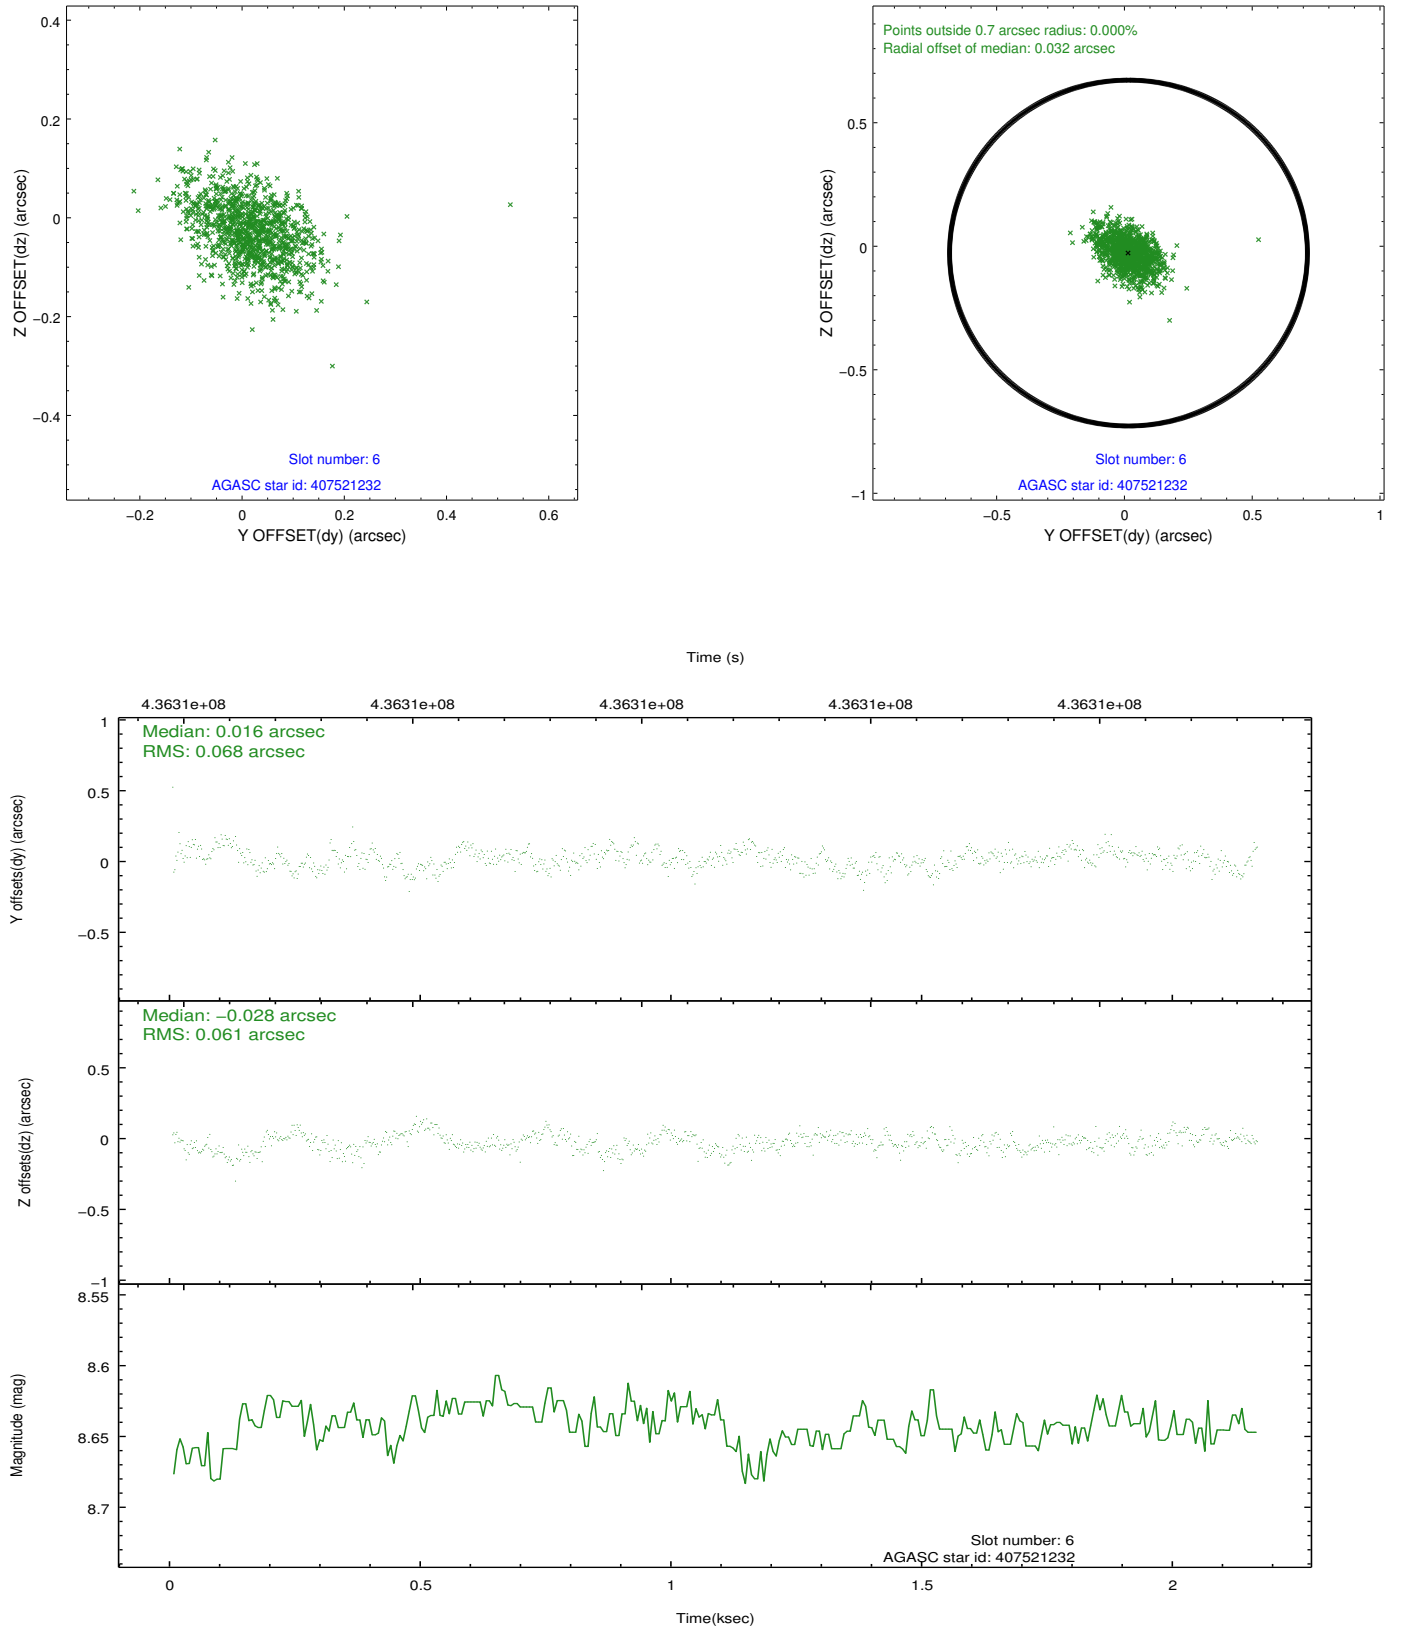 0.4
0.2
0
−0.2
−0.4
Z OFFSET(dz) (arcsec)
Slot number: 6
AGASC star id: 407521232
−0.2
0
0.2
0.4
0.6
Y OFFSET(dy) (arcsec)
Points outside 0.7 arcsec radius: 0.000%
Radial offset of median: 0.032 arcsec
0.5
0
−0.5
−1
Z OFFSET(dz) (arcsec)
Slot number: 6
AGASC star id: 407521232
−0.5
0
0.5
1
Y OFFSET(dy) (arcsec)
Time (s)
4.3631e+08
4.3631e+08
4.3631e+08
4.3631e+08
4.3631e+08
Median: 0.016 arcsec
RMS: 0.068 arcsec
1
0.5
0
−0.5
Y offsets(dy) (arcsec)
Median: −0.028 arcsec
RMS: 0.061 arcsec
0.5
0
−0.5
−1
Z offsets(dz) (arcsec)
8.55
8.6
8.65
8.7
Magnitude (mag)
Slot number: 6
AGASC star id: 407521232
0
0.5
1
1.5
2
Time(ksec)